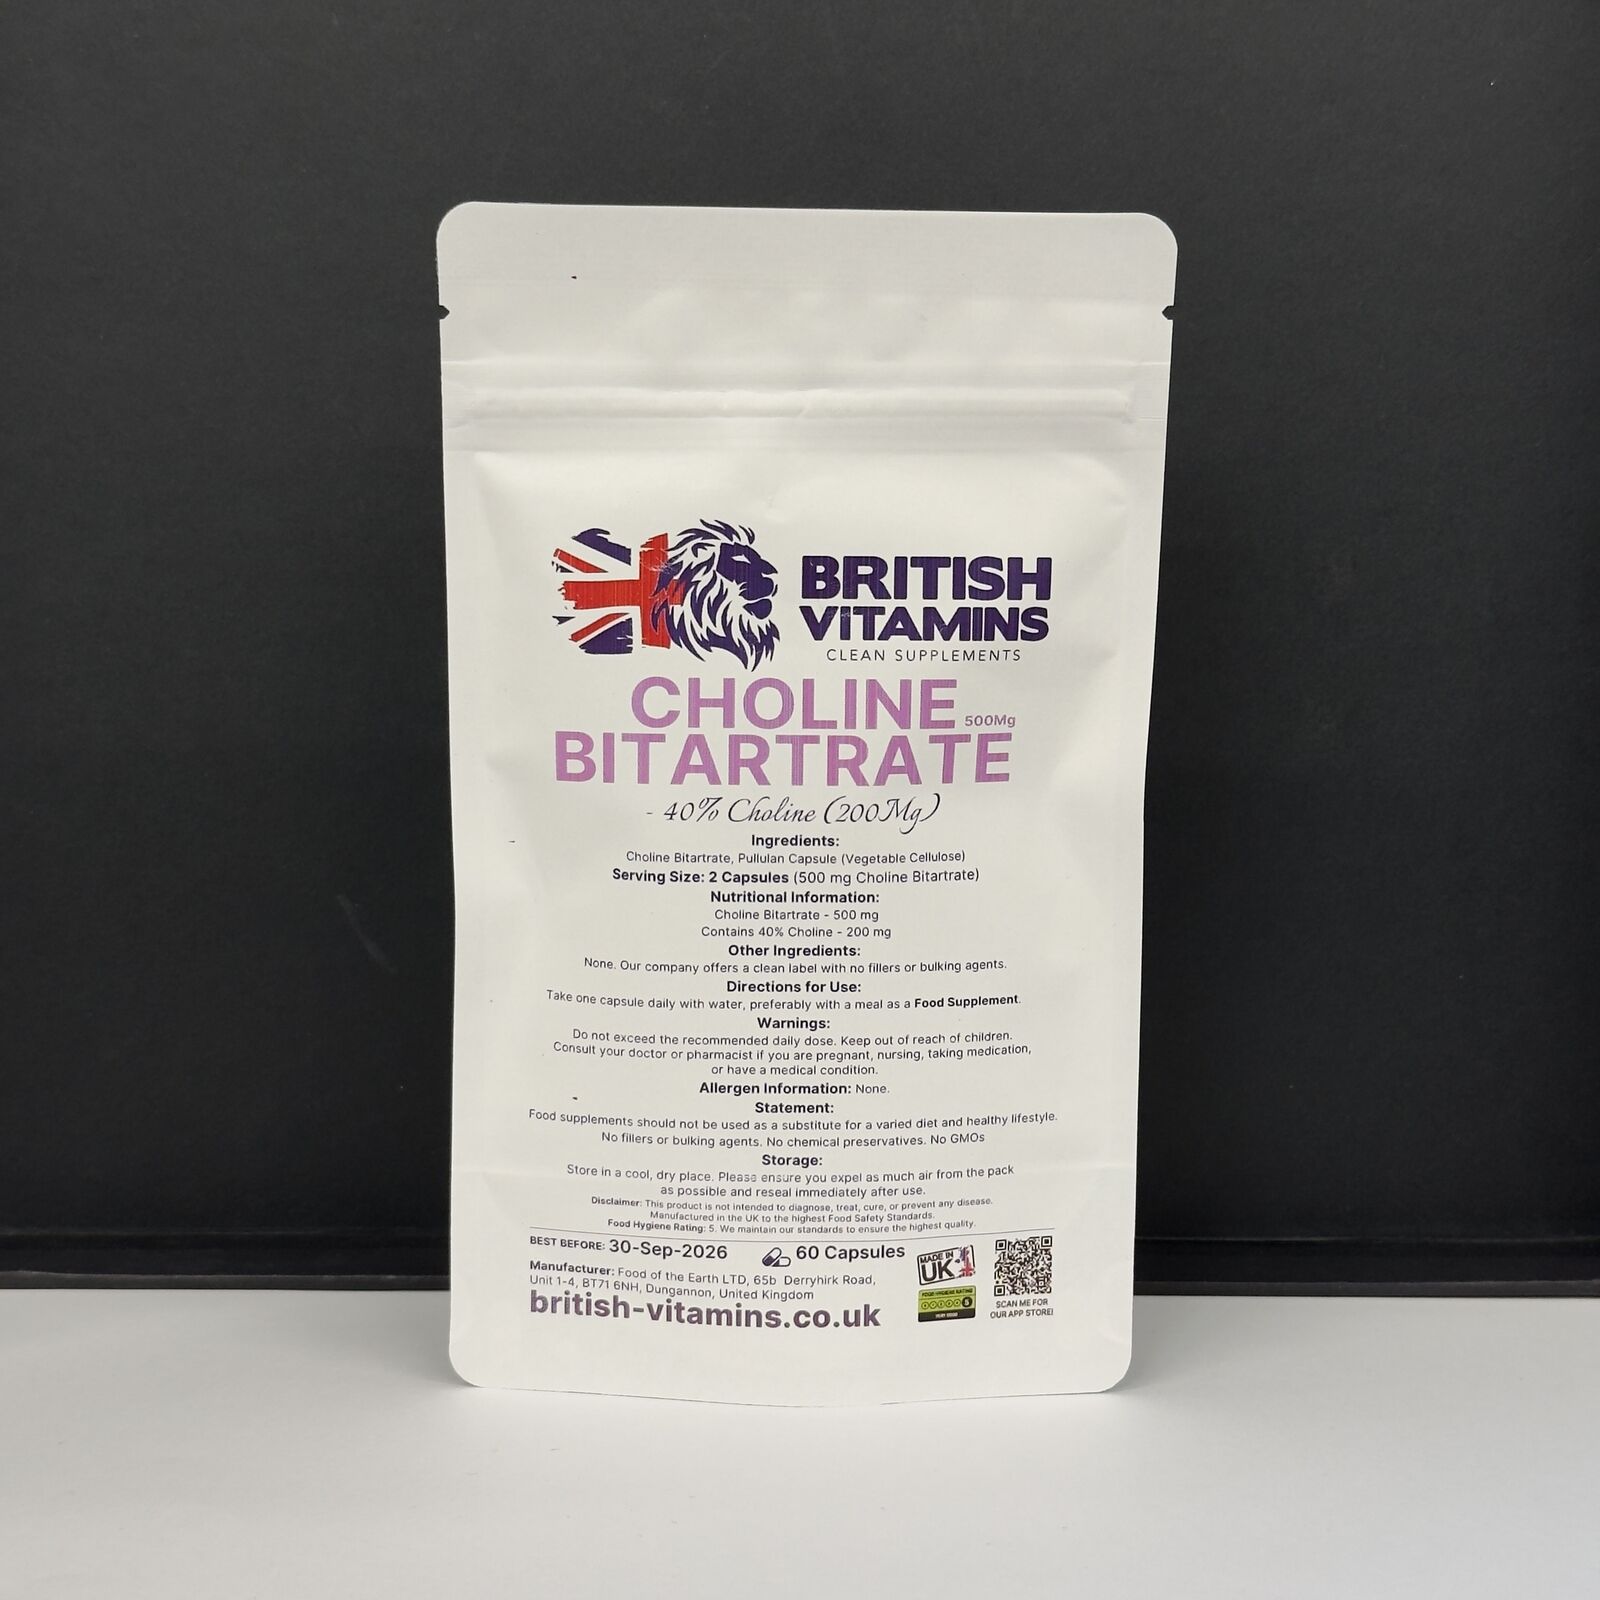 BRITISH
VITAMINS
CLEAN SUPPLEMENTS
CHOLINE 500Mg
BITARTRATE
- 40% Choline (200Mg)
Ingredients:
Choline Bitartrate, Pullulan Capsule (Vegetable Cellulose)
Serving Size: 2 Capsules (500 mg Choline Bitartrate)
Nutritional Information:
Choline Bitartrate - 500 mg
Contains 40% Choline - 200 mg
Other Ingredients:
None. Our company offers a clean label with no fillers or bulking agents.
Directions for Use:
Take one capsule daily with water, preferably with a meal as a Food Supplement.
Warnings:
Do not exceed the recommended daily dose. Keep out of reach of children.
Consult your doctor or pharmacist if you are pregnant, nursing, taking medication,
or have a medical condition.
Allergen Information: None.
Statement:
Food supplements should not be used as a substitute for a varied diet and healthy lifestyle.
No fillers or bulking agents. No chemical preservatives. No GMOs
Storage:
Store in a cool, dry place. Please ensure you expel as much air from the pack
as possible and reseal immediately after use.
Disclaimer: This product is not intended to diagnose, treat, cure, or prevent any disease.
Manufactured in the UK to the highest Food Safety Standards.
Food Hygiene Rating: 5. We maintain our standards to ensure the highest quality.
BEST BEFORE: 30-Sep-2026
60 Capsules
Manufacturer: Food of the Earth LTD, 65b Derryhirk Road,
Unit 1-4, BT71 6NH, Dungannon, United Kingdom
british-vitamins.co.uk
MADE IN
UK
FOOD HYGIENE RATING
5
VERY GOOD
SCAN ME FOR
OUR APP STORE!